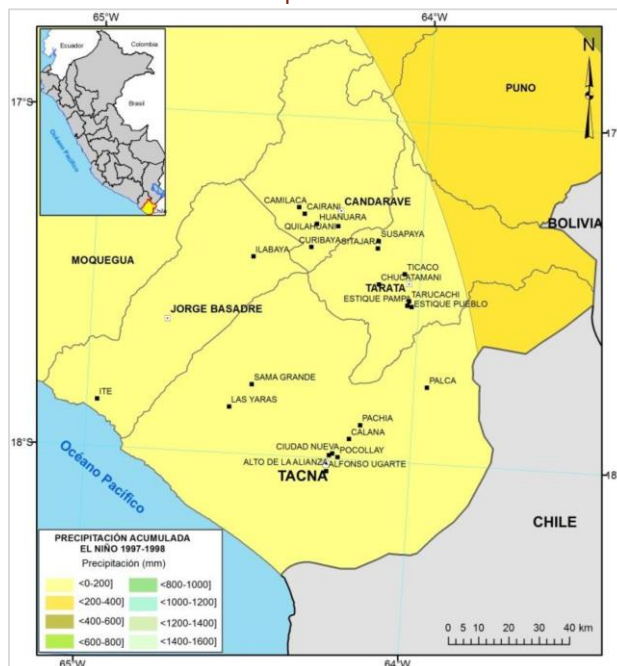 65°W
64°W
Ecuador
Colombia
Brasil
Océano Pacífico
Chile
N
PUNO
17°S
17°S
CAMILACA
CAIRANI
CANDARAVE
HUANUARA
QUILAHUANI
SUSAPAYA
CURIBAYA
SITAJARA
BOLIVIA
ILABAYA
MOQUEGUA
TICACO
CHUCATAMANI
TARATA
ESTIQUE PAMPA
TARUCACHI
ESTIQUE PUEBLO
JORGE BASADRE
SAMA GRANDE
PALCA
ITE
LAS YARAS
PACHIA
CALANA
18°S
CIUDAD NUEVA
POCOLLAY
ALTO DE LA ALIANZA
ALFONSO UGARTE
18°S
TACNA
Océano Pacífico
CHILE
PRECIPITACIÓN ACUMULADA
EL NIÑO 1997-1998
Precipitación (mm)
<0-200]
<800-1000]
<200-400]
<1000-1200]
<400-600]
<1200-1400]
<600-800]
<1400-1600]
0 5 10 20 30 40 km
65°W
64°W